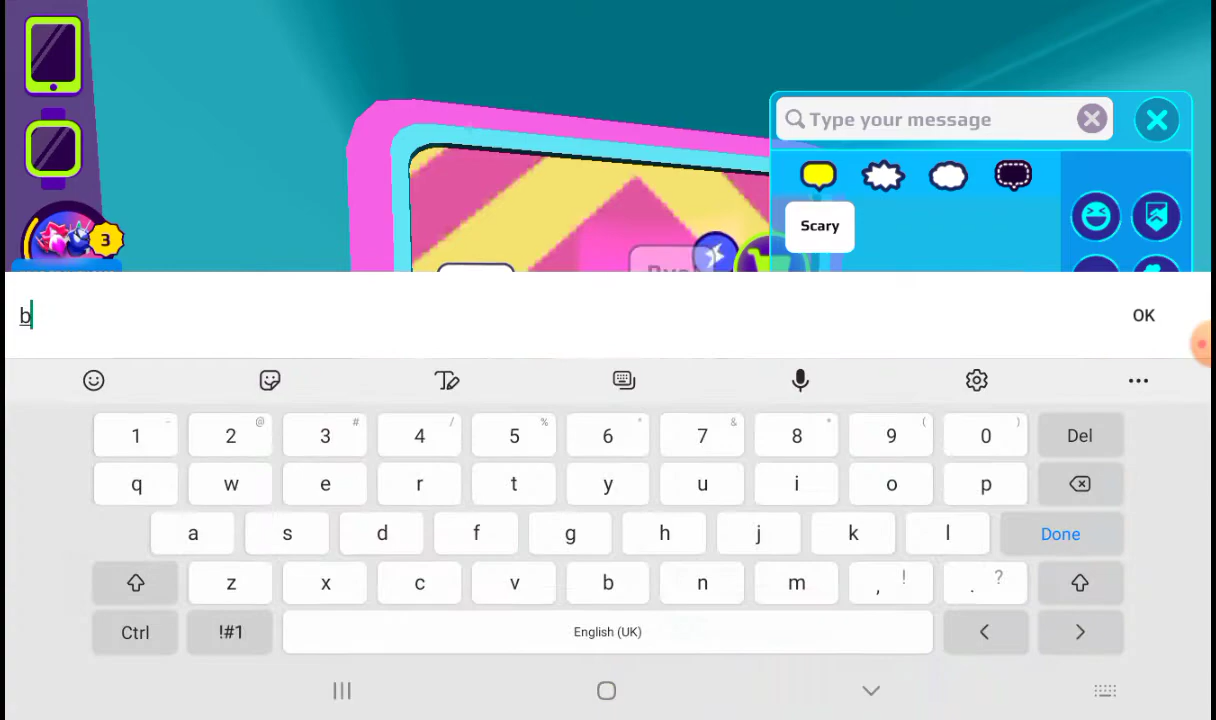 Type your message
Scary
3
b
OK
1 - 2 @ 3 # 4 / 5 % 6 ^ 7 & 8 * 9 ( 0 ) Del
q w e r t y u i o p
a s d f g h j k l Done
z x c v b n m , ! . ?
Ctrl !#1 English (UK) < >